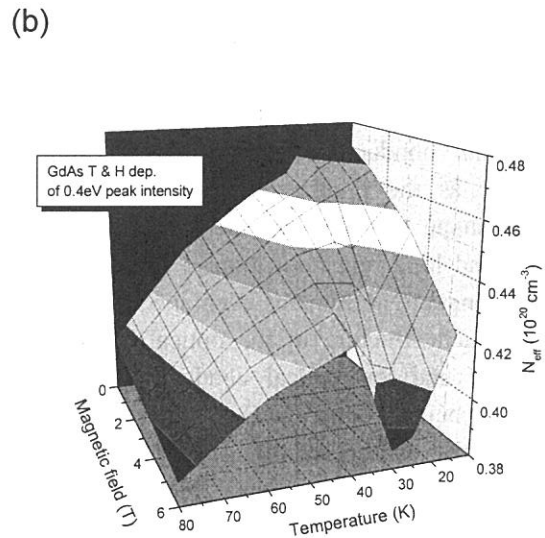 (b)
GdAs T & H dep.
of 0.4eV peak intensity
0.48
0.46
0.44
0.42
0.40
0.38
N_eff (10^20 cm^-3)
0
2
4
6
Magnetic field (T)
80 70 60 50 40 30 20
Temperature (K)